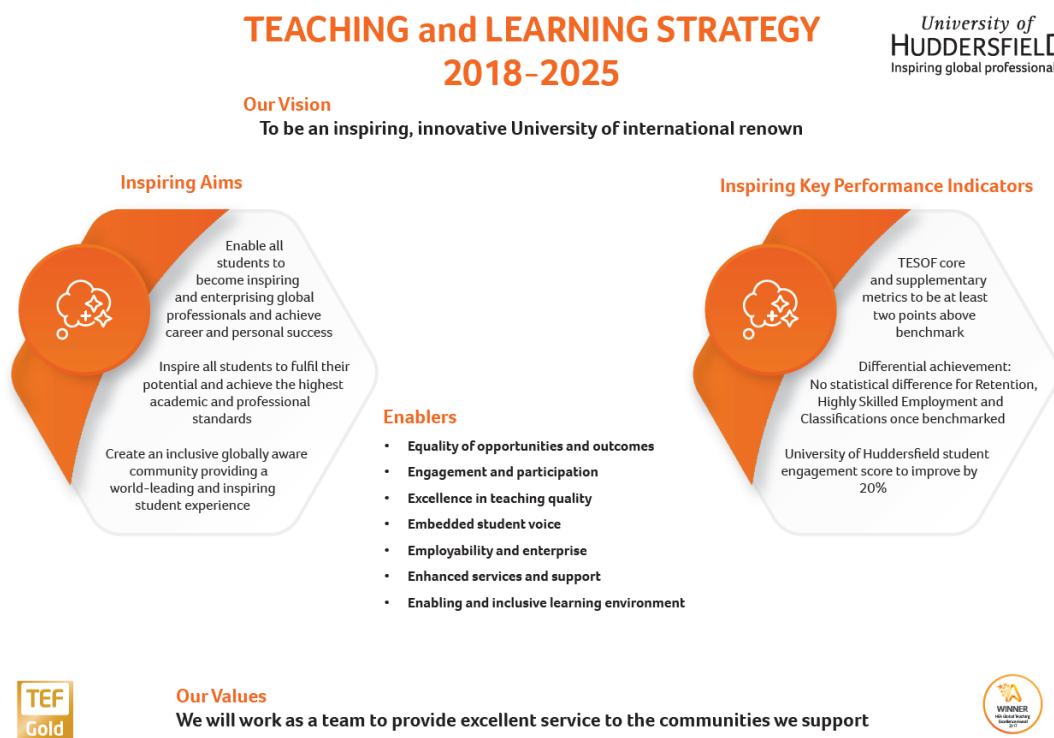 TEACHING and LEARNING STRATEGY
2018-2025
University of
HUDDERSFIELD
Inspiring global professional
Our Vision
To be an inspiring, innovative University of international renown
Inspiring Aims
Enable all
students to
become inspiring
and enterprising global
professionals and achieve
career and personal success
Inspire all students to fulfil their
potential and achieve the highest
academic and professional
standards
Create an inclusive globally aware
community providing a
world-leading and inspiring
student experience
Enablers
• Equality of opportunities and outcomes
• Engagement and participation
• Excellence in teaching quality
• Embedded student voice
• Employability and enterprise
• Enhanced services and support
• Enabling and inclusive learning environment
Inspiring Key Performance Indicators
TESOF core
and supplementary
metrics to be at least
two points above
benchmark
Differential achievement:
No statistical difference for Retention,
Highly Skilled Employment and
Classifications once benchmarked
University of Huddersfield student
engagement score to improve by
20%
TEF
Gold
Our Values
We will work as a team to provide excellent service to the communities we support
WINNER
HEA Global Teaching
Excellence Award
2017